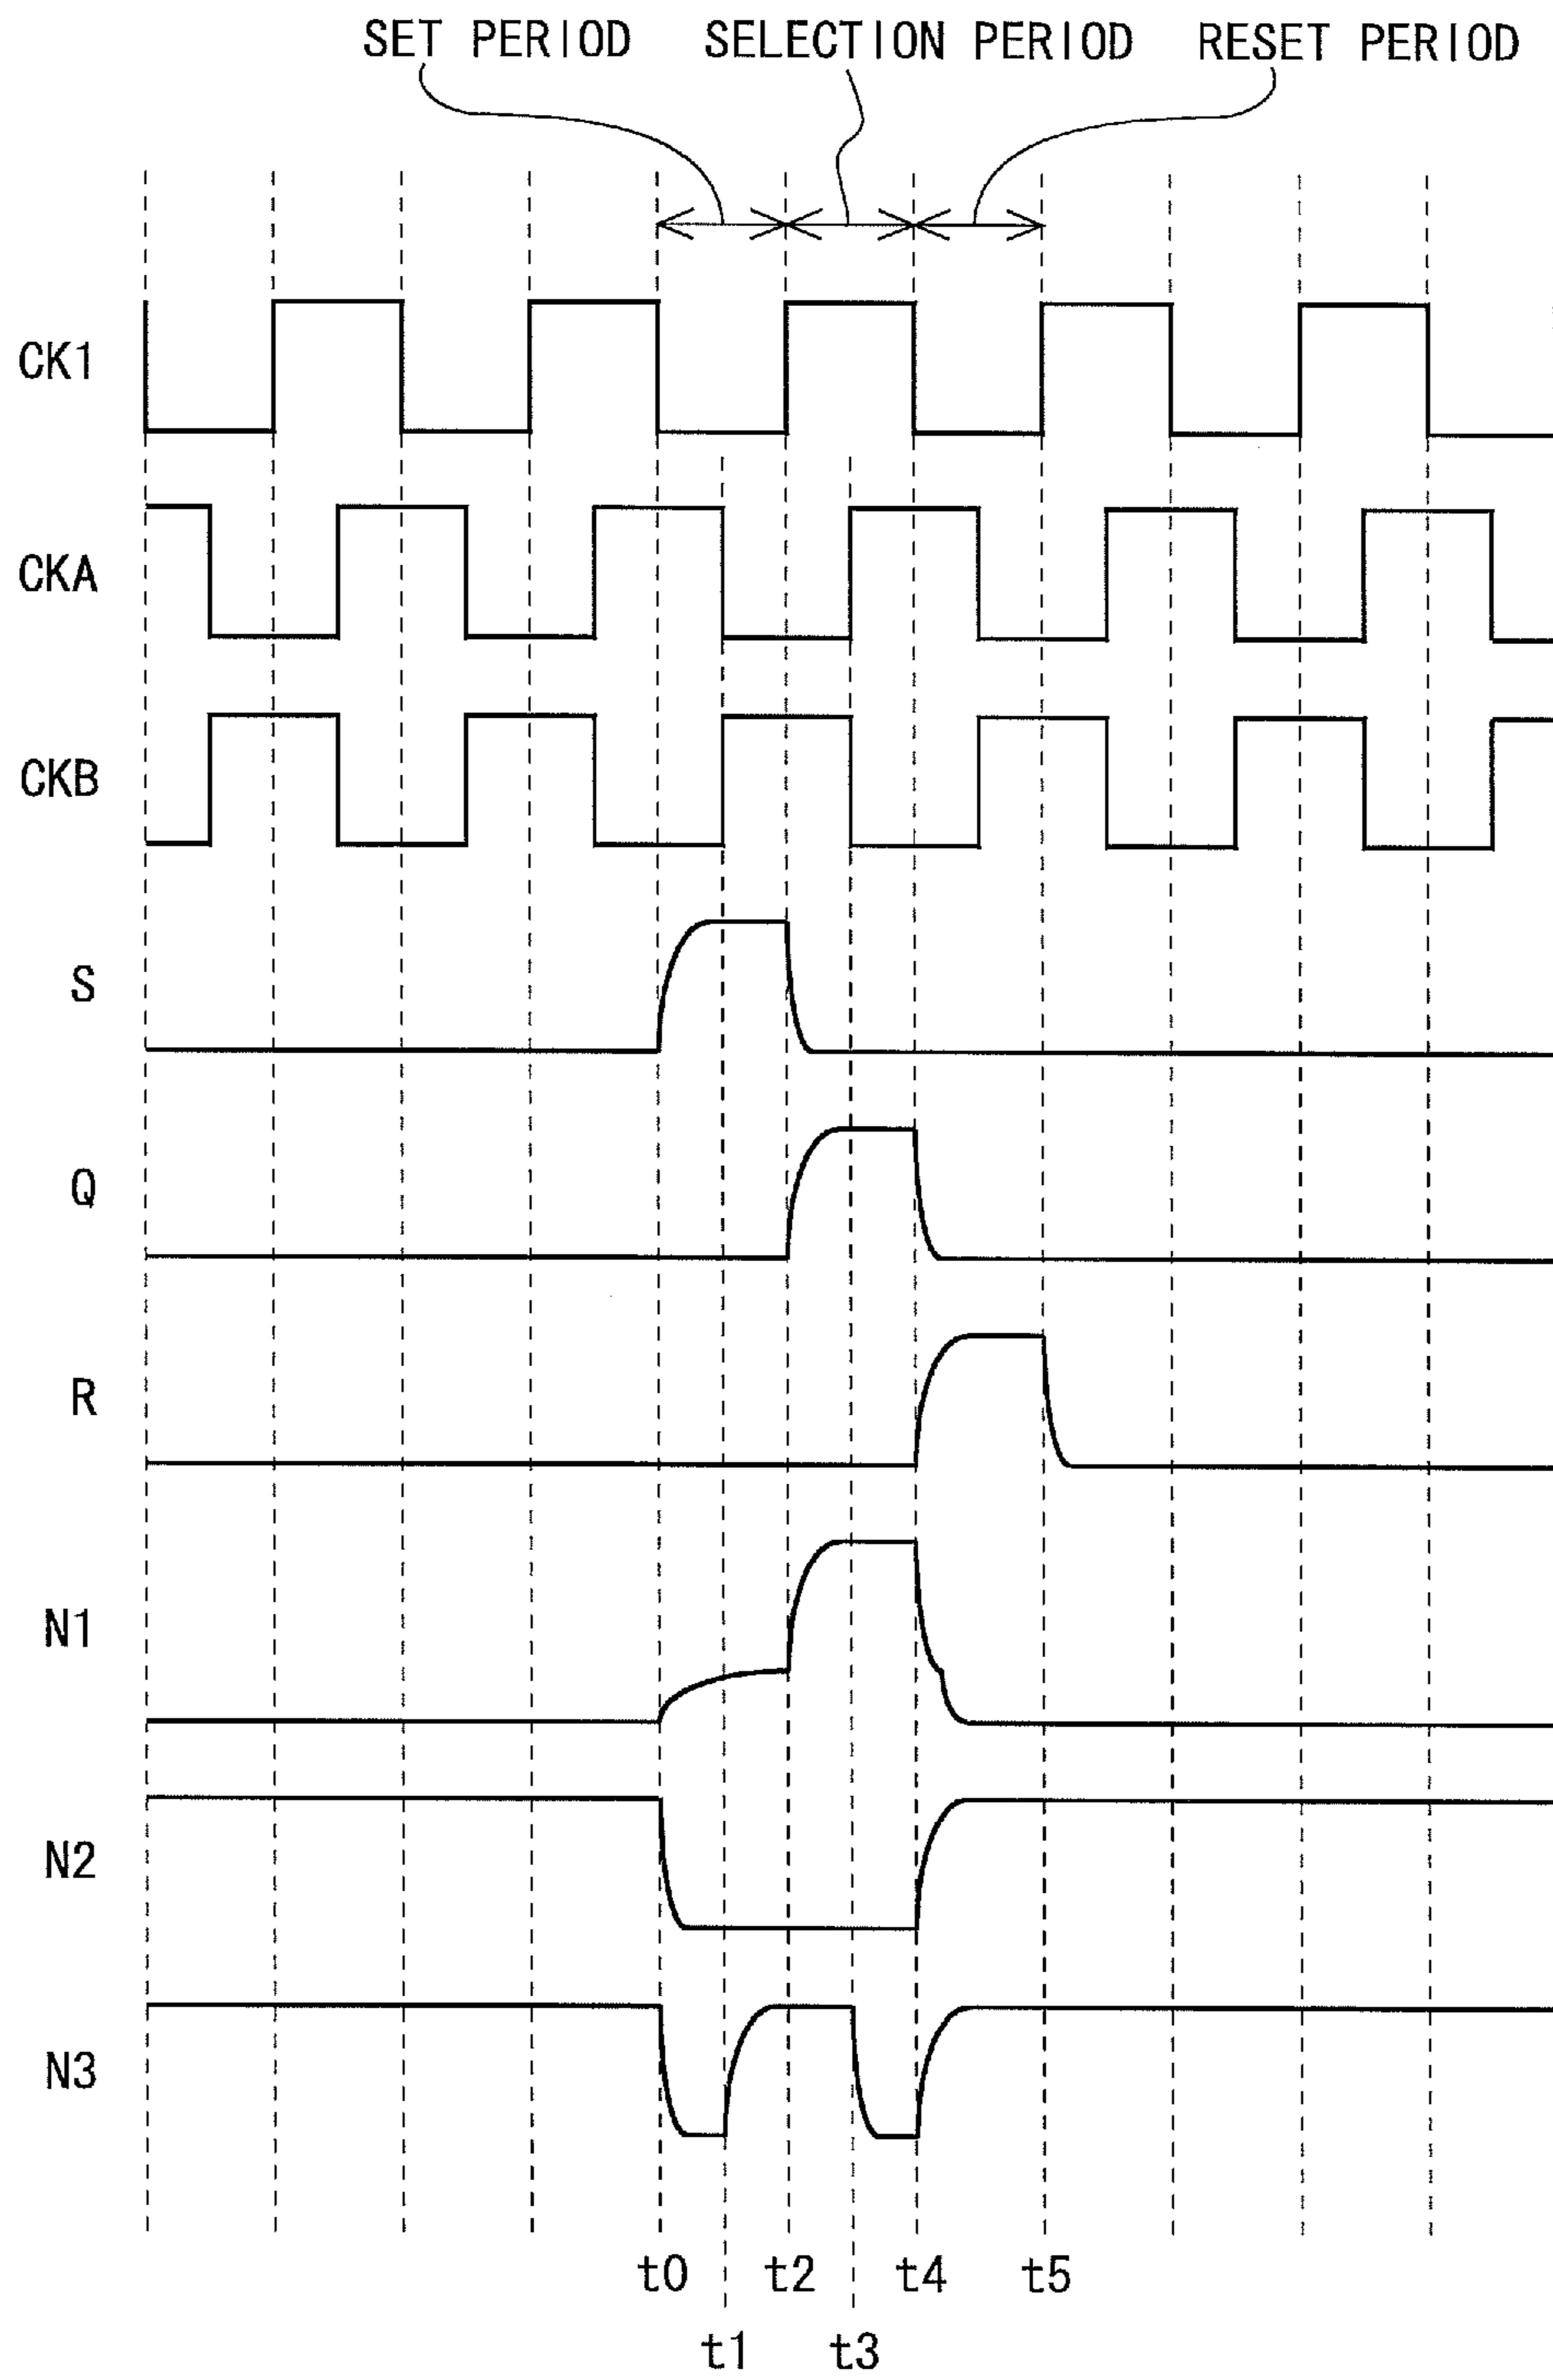 SET PERIOD SELECTION PERIOD RESET PERIOD
CK1
CKA
CKB
S
Q
R
N1
N2
N3
t0 t2 t4 t5
t1 t3